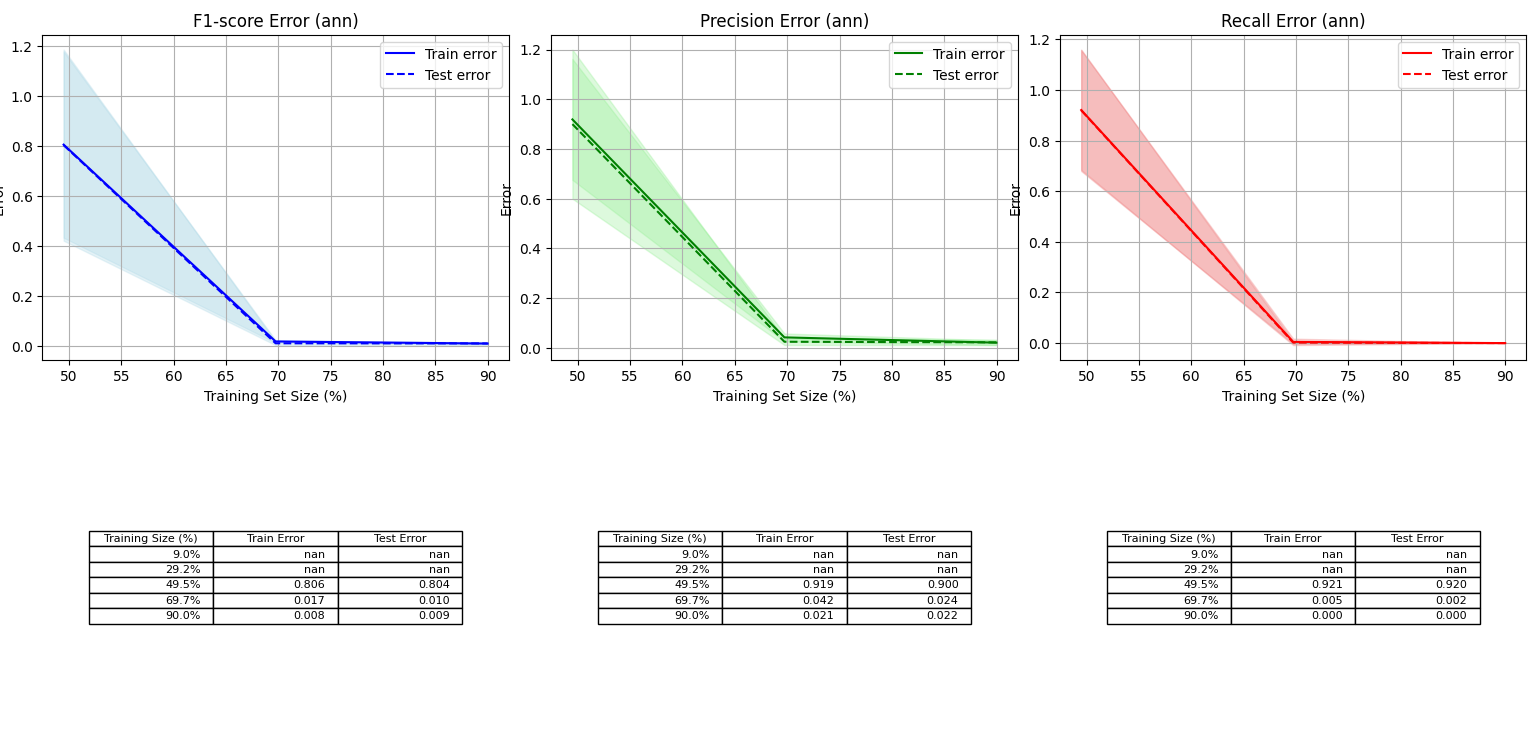 F1-score Error (ann) Precision Error (ann) Recall Error (ann)
Train error Train error Train error
Test error Test error Test error
1.2 1.2 1.2
1.0 1.0 1.0
0.8 0.8 0.8
0.6 0.6 0.6
Error Error
0.4 0.4 0.4
0.2 0.2 0.2
0.0 0.0 0.0
50 55 60 65 70 75 80 85 90 50 55 60 65 70 75 80 85 90 50 55 60 65 70 75 80 85 90
Training Set Size (%) Training Set Size (%) Training Set Size (%)
Training Size (%) Train Error Test Error Training Size (%) Train Error Test Error Training Size (%) Train Error Test Error
9.0% nan nan 9.0% nan nan 9.0% nan nan
29.2% nan nan 29.2% nan nan 29.2% nan nan
49.5% 0.806 0.804 49.5% 0.919 0.900 49.5% 0.921 0.920
69.7% 0.017 0.010 69.7% 0.042 0.024 69.7% 0.005 0.002
90.0% 0.008 0.009 90.0% 0.021 0.022 90.0% 0.000 0.000